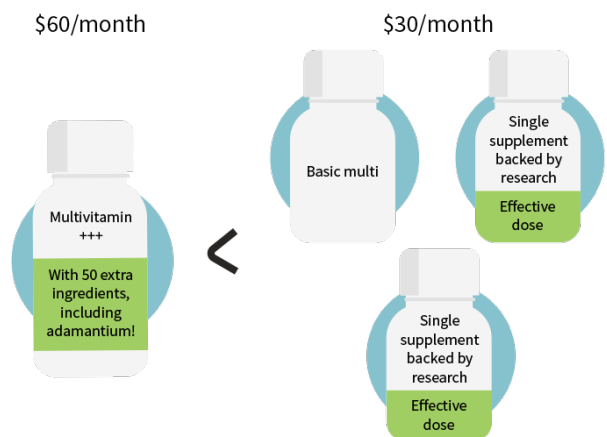 $60/month
$30/month
Multivitamin
+++
With 50 extra
ingredients,
including
adamantium!
<
Basic multi
Single
supplement
backed by
research
Effective
dose
Single
supplement
backed by
research
Effective
dose